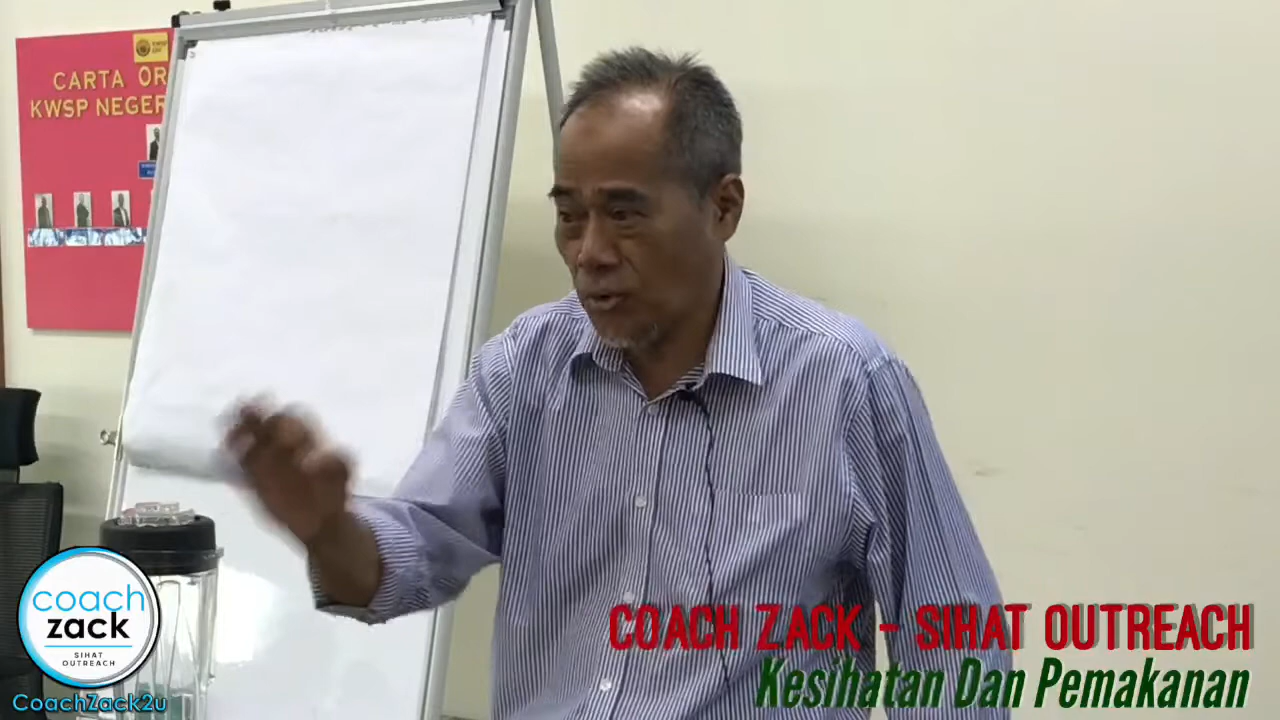 CARTA OR
KWSP NEGER
coach
zack
SIHAT
OUTREACH
CoachZack2u
COACH ZACK - SIHAT OUTREACH
Kesihatan Dan Pemakanan